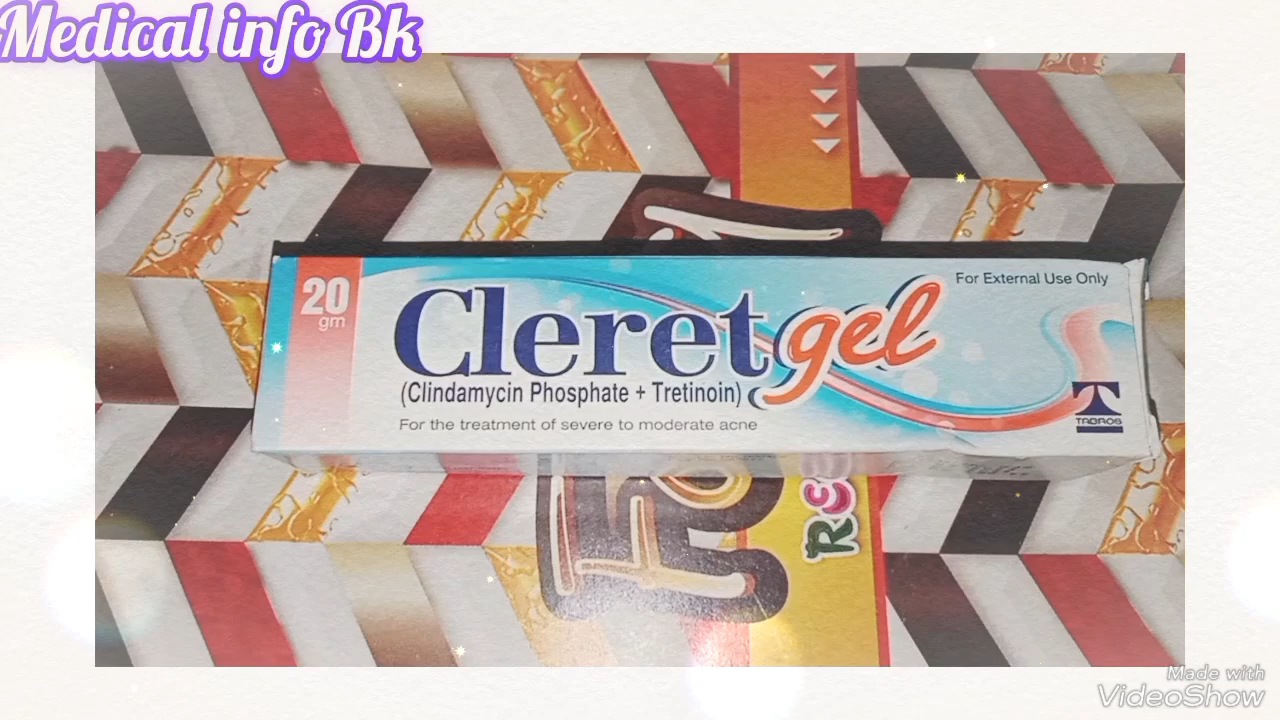 Medical info Bk
20
gm
Cleret gel
For External Use Only
(Clindamycin Phosphate + Tretinoin)
For the treatment of severe to moderate acne
TABROS
Made with
VideoShow